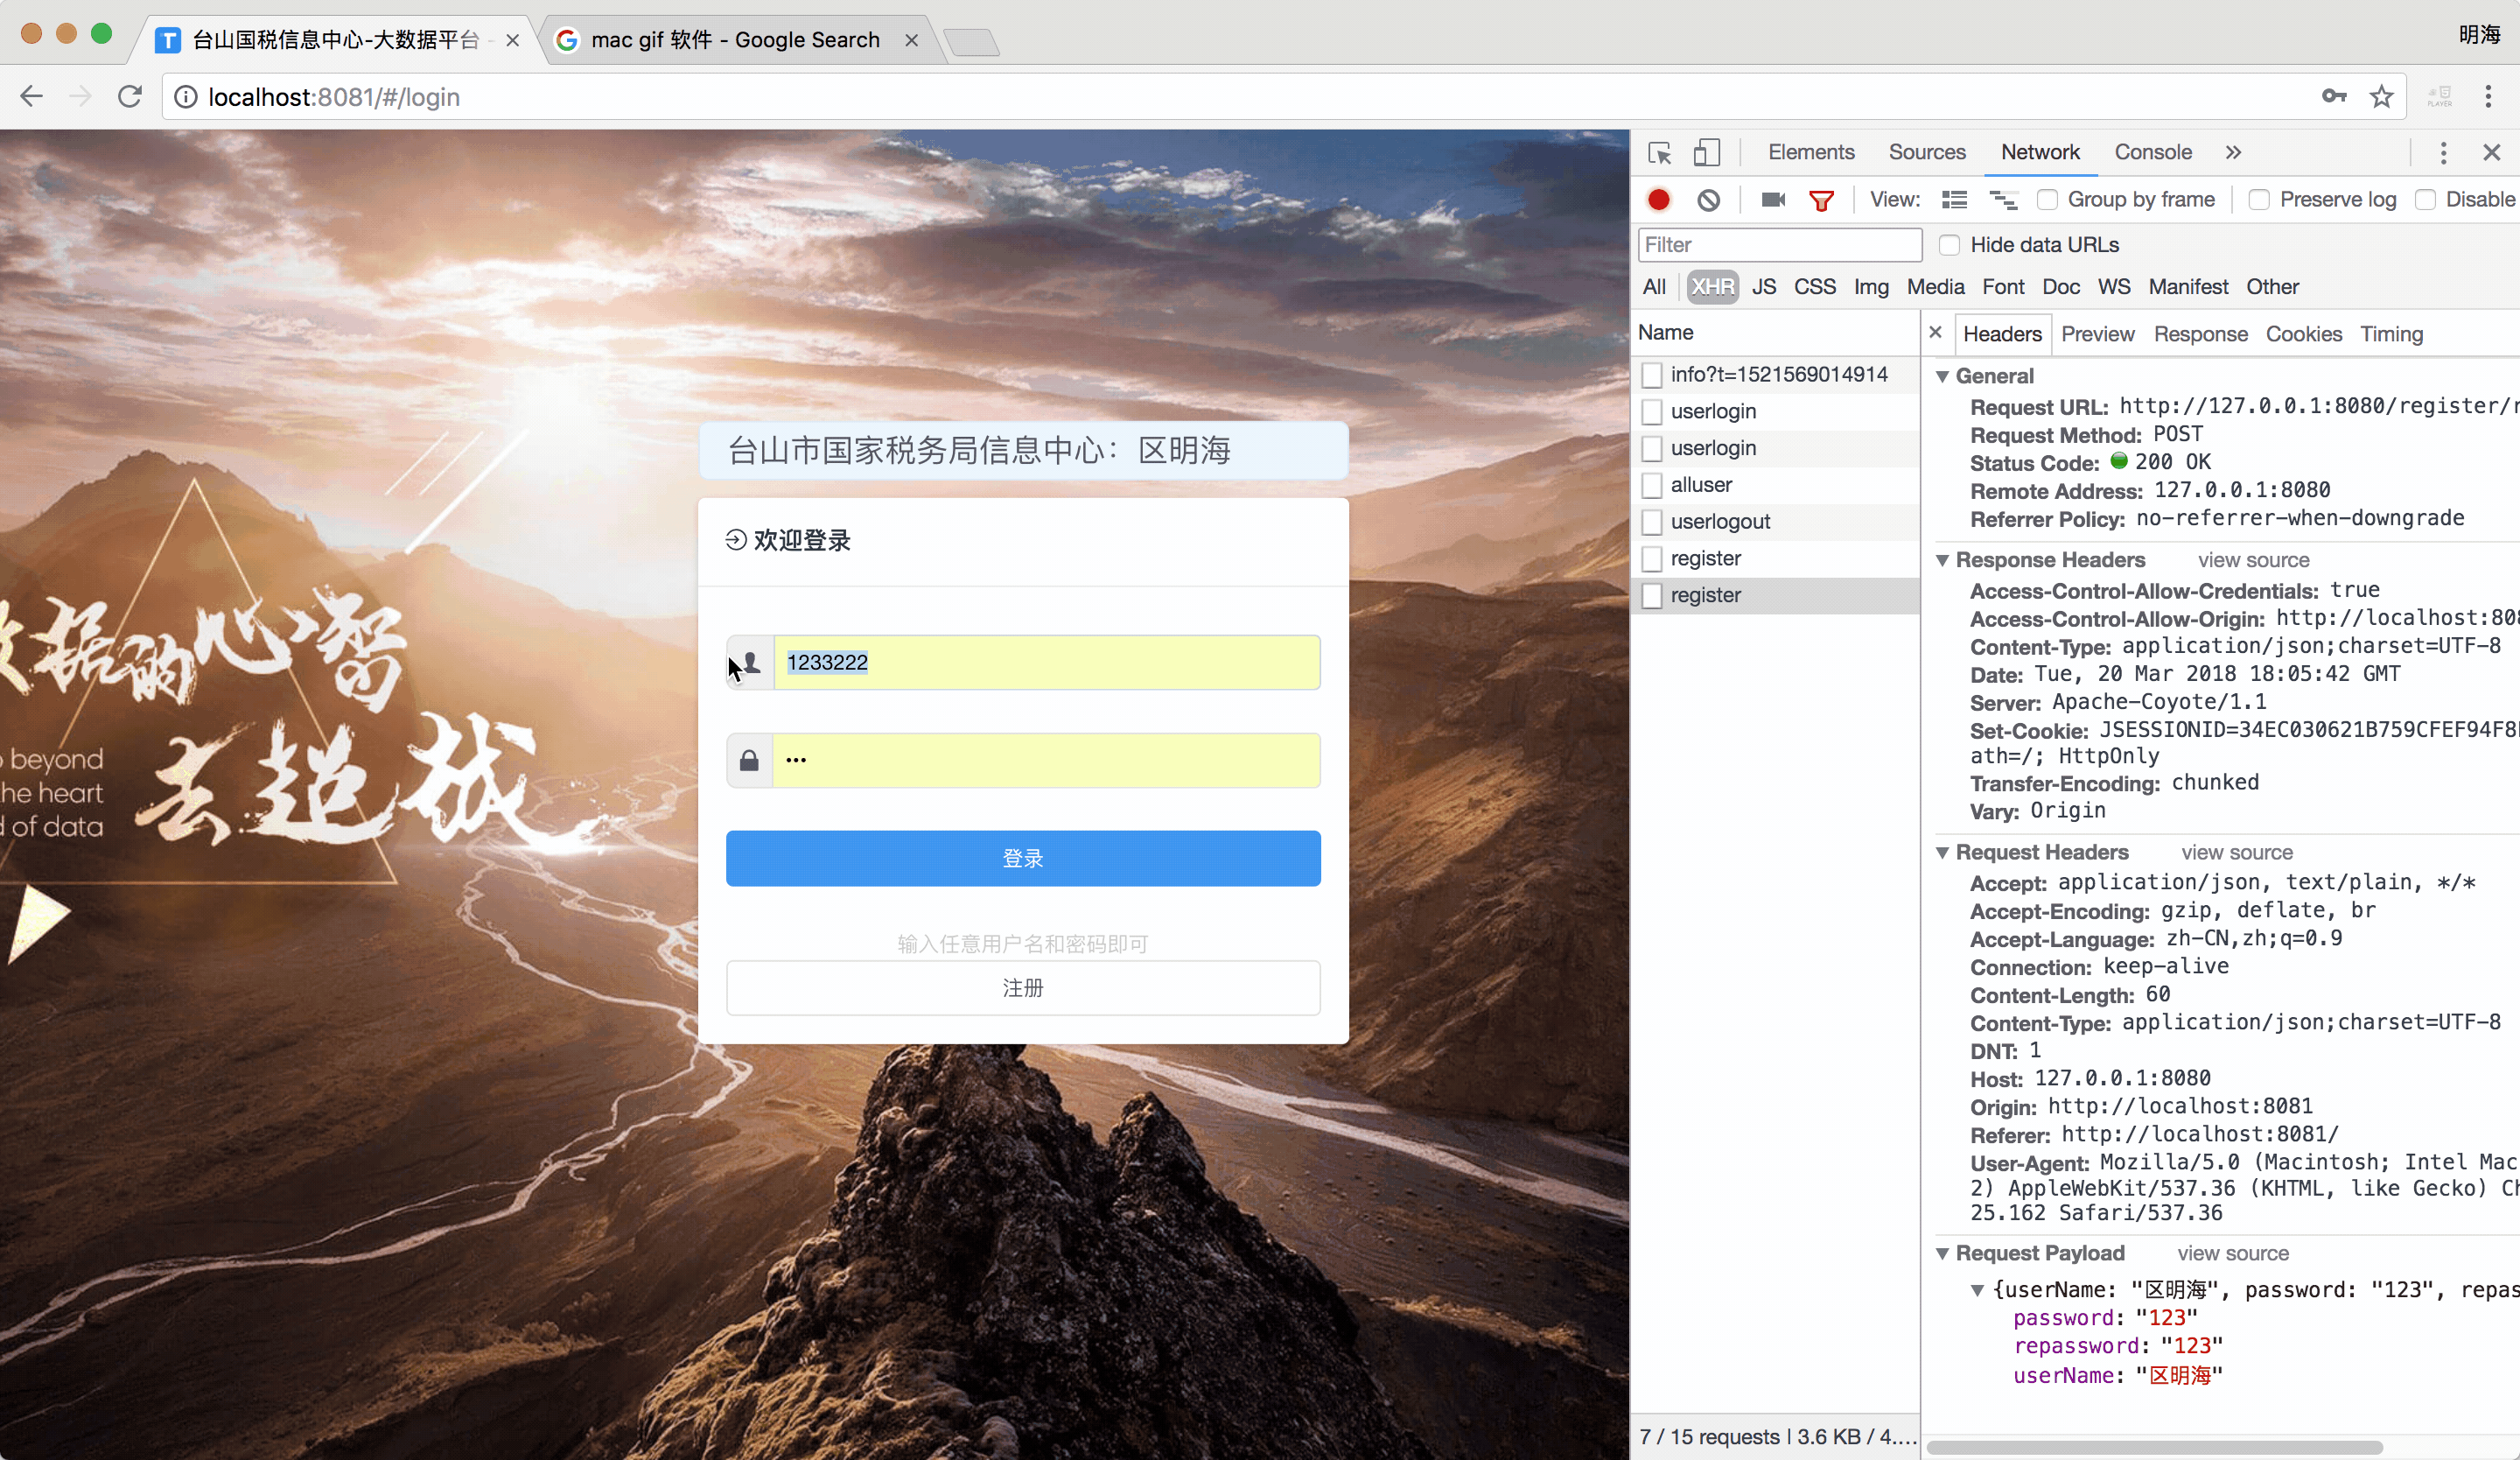 台山国税信息中心-大数据平台 -
mac gif 软件 - Google Search
明海
localhost:8081/#/login
PLAYER
Elements Sources Network Console
View: Group by frame Preserve log Disable
Filter
Hide data URLs
All XHR JS CSS Img Media Font Doc WS Manifest Other
Name
info?t=1521569014914
userlogin
userlogin
alluser
userlogout
register
register
7 / 15 requests | 3.6 KB / 4....
Headers Preview Response Cookies Timing
General
Request URL: http://127.0.0.1:8080/register/r
Request Method: POST
Status Code: 200 OK
Remote Address: 127.0.0.1:8080
Referrer Policy: no-referrer-when-downgrade
Response Headers view source
Access-Control-Allow-Credentials: true
Access-Control-Allow-Origin: http://localhost:808
Content-Type: application/json;charset=UTF-8
Date: Tue, 20 Mar 2018 18:05:42 GMT
Server: Apache-Coyote/1.1
Set-Cookie: JSESSIONID=34EC030621B759CFEF94F8
ath=/; HttpOnly
Transfer-Encoding: chunked
Vary: Origin
Request Headers view source
Accept: application/json, text/plain, */*
Accept-Encoding: gzip, deflate, br
Accept-Language: zh-CN,zh;q=0.9
Connection: keep-alive
Content-Length: 60
Content-Type: application/json;charset=UTF-8
DNT: 1
Host: 127.0.0.1:8080
Origin: http://localhost:8081
Referer: http://localhost:8081/
User-Agent: Mozilla/5.0 (Macintosh; Intel Mac
2) AppleWebKit/537.36 (KHTML, like Gecko) Ch
25.162 Safari/537.36
Request Payload view source
{userName: "区明海", password: "123", repas
password: "123"
repassword: "123"
userName: "区明海"
台山市国家税务局信息中心：区明海
欢迎登录
1233222
•••
登录
输入任意用户名和密码即可
注册
数据的心智
去超越
o beyond
he heart
d of data